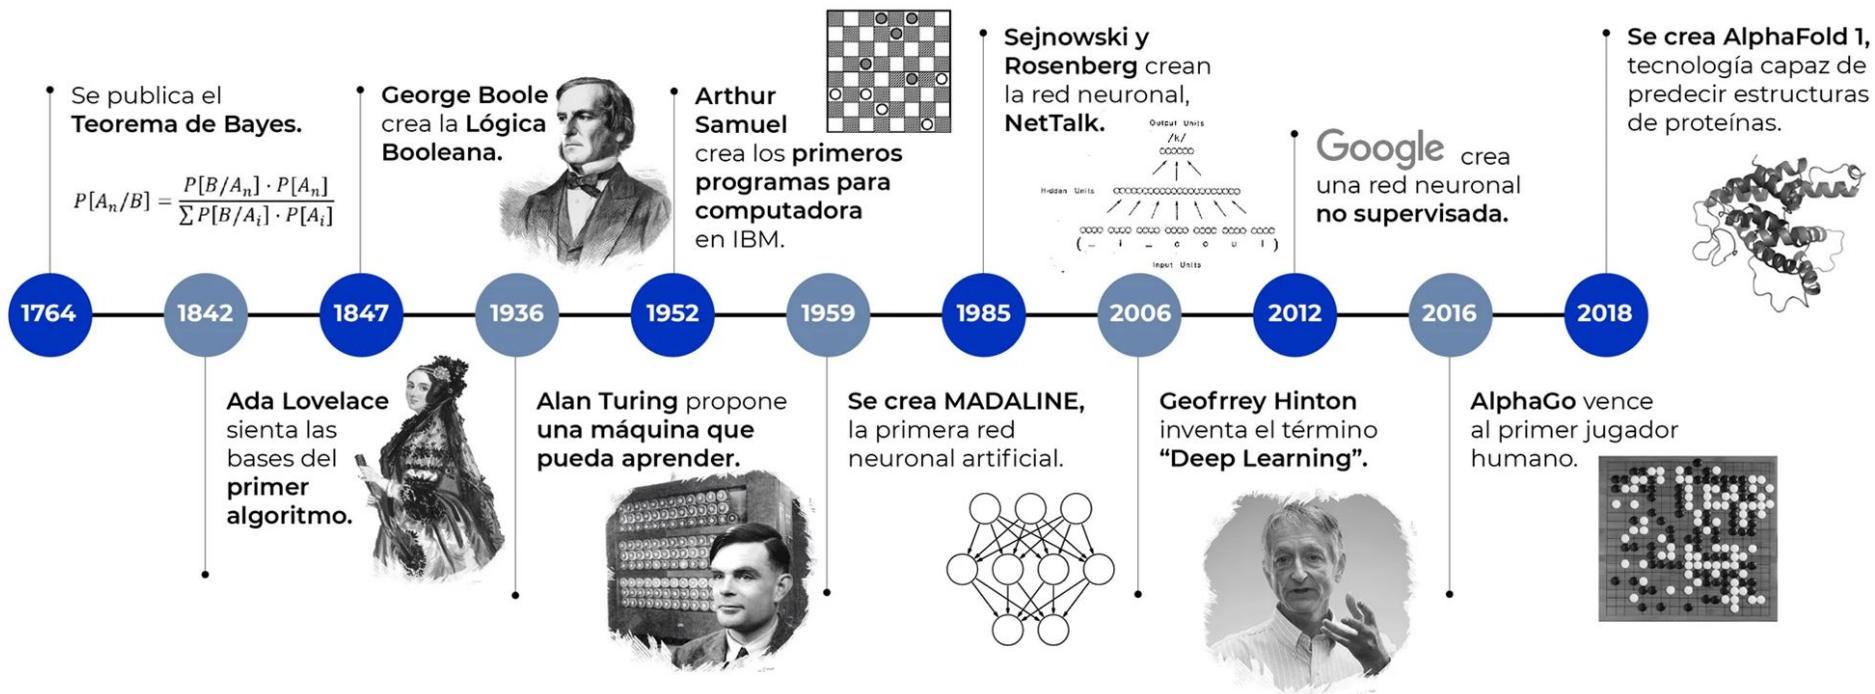 Se publica el
Teorema de Bayes.
P[Aₙ/B] = P[B/Aₙ] · P[Aₙ] / ∑P[B/Aᵢ] · P[Aᵢ]
George Boole
crea la Lógica
Booleana.
Arthur
Samuel
crea los primeros
programas para
computadora
en IBM.
Sejnowski y
Rosenberg crean
la red neuronal,
NetTalk.
Output Units
/k/
Hidden Units
( _ i _ c o u l )
Input Units
Google crea
una red neuronal
no supervisada.
Se crea AlphaFold 1,
tecnología capaz de
predecir estructuras
de proteínas.
1764
1842
1847
1936
1952
1959
1985
2006
2012
2016
2018
Ada Lovelace
sienta las
bases del
primer
algoritmo.
Alan Turing propone
una máquina que
pueda aprender.
Se crea MADALINE,
la primera red
neuronal artificial.
Geofrrey Hinton
inventa el término
“Deep Learning”.
AlphaGo vence
al primer jugador
humano.